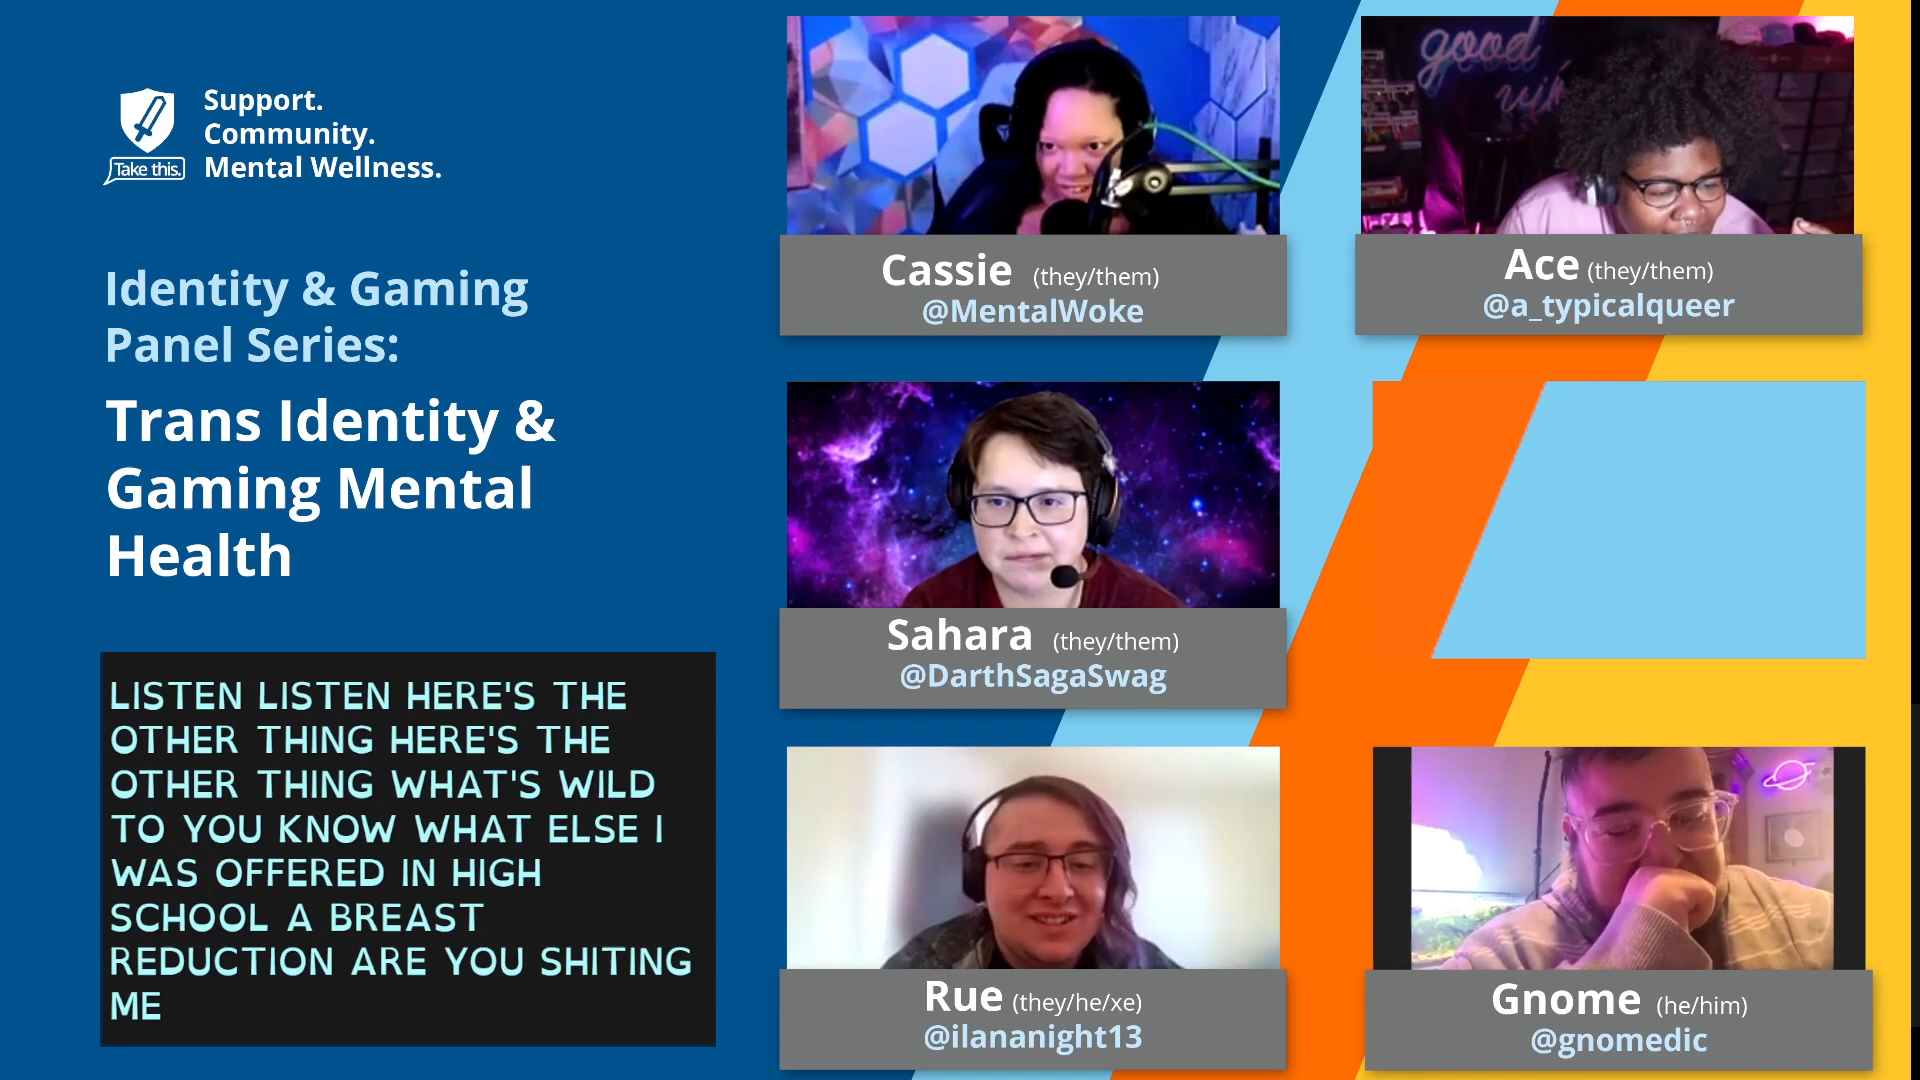 Support.
Community.
Mental Wellness.
Take this.
Identity & Gaming
Panel Series:
Trans Identity &
Gaming Mental
Health
LISTEN LISTEN HERE'S THE
OTHER THING HERE'S THE
OTHER THING WHAT'S WILD
TO YOU KNOW WHAT ELSE I
WAS OFFERED IN HIGH
SCHOOL A BREAST
REDUCTION ARE YOU SHITING
ME
Cassie (they/them)
@MentalWoke
good
Ace (they/them)
@a_typicalqueer
Sahara (they/them)
@DarthSagaSwag
Rue (they/he/xe)
@ilananight13
Gnome (he/him)
@gnomedic